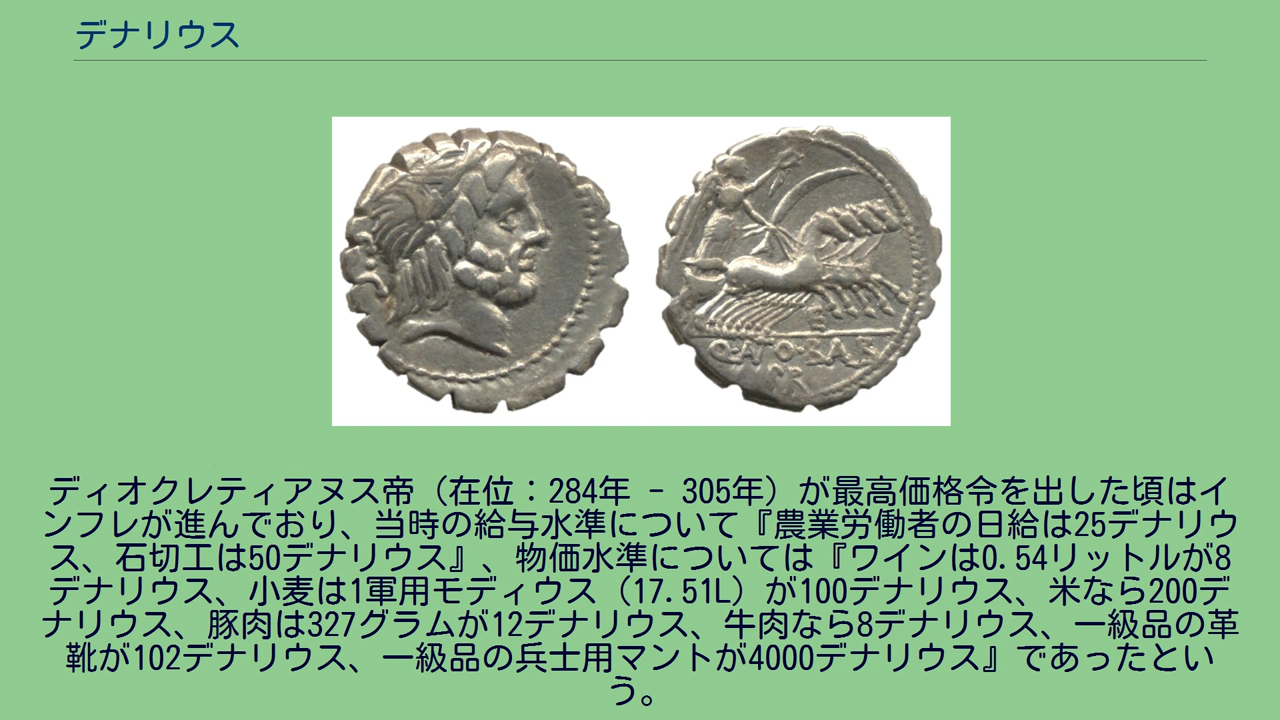 デナリウス
E
ディオクレティアヌス帝（在位：284年 - 305年）が最高価格令を出した頃はイ
ンフレが進んでおり、当時の給与水準について『農業労働者の日給は25デナリウ
ス、石切工は50デナリウス』、物価水準については『ワインは0.54リットルが8
デナリウス、小麦は1軍用モディウス（17.51L）が100デナリウス、米なら200デ
ナリウス、豚肉は327グラムが12デナリウス、牛肉なら8デナリウス、一級品の革
靴が102デナリウス、一級品の兵士用マントが4000デナリウス』であったとい
う。